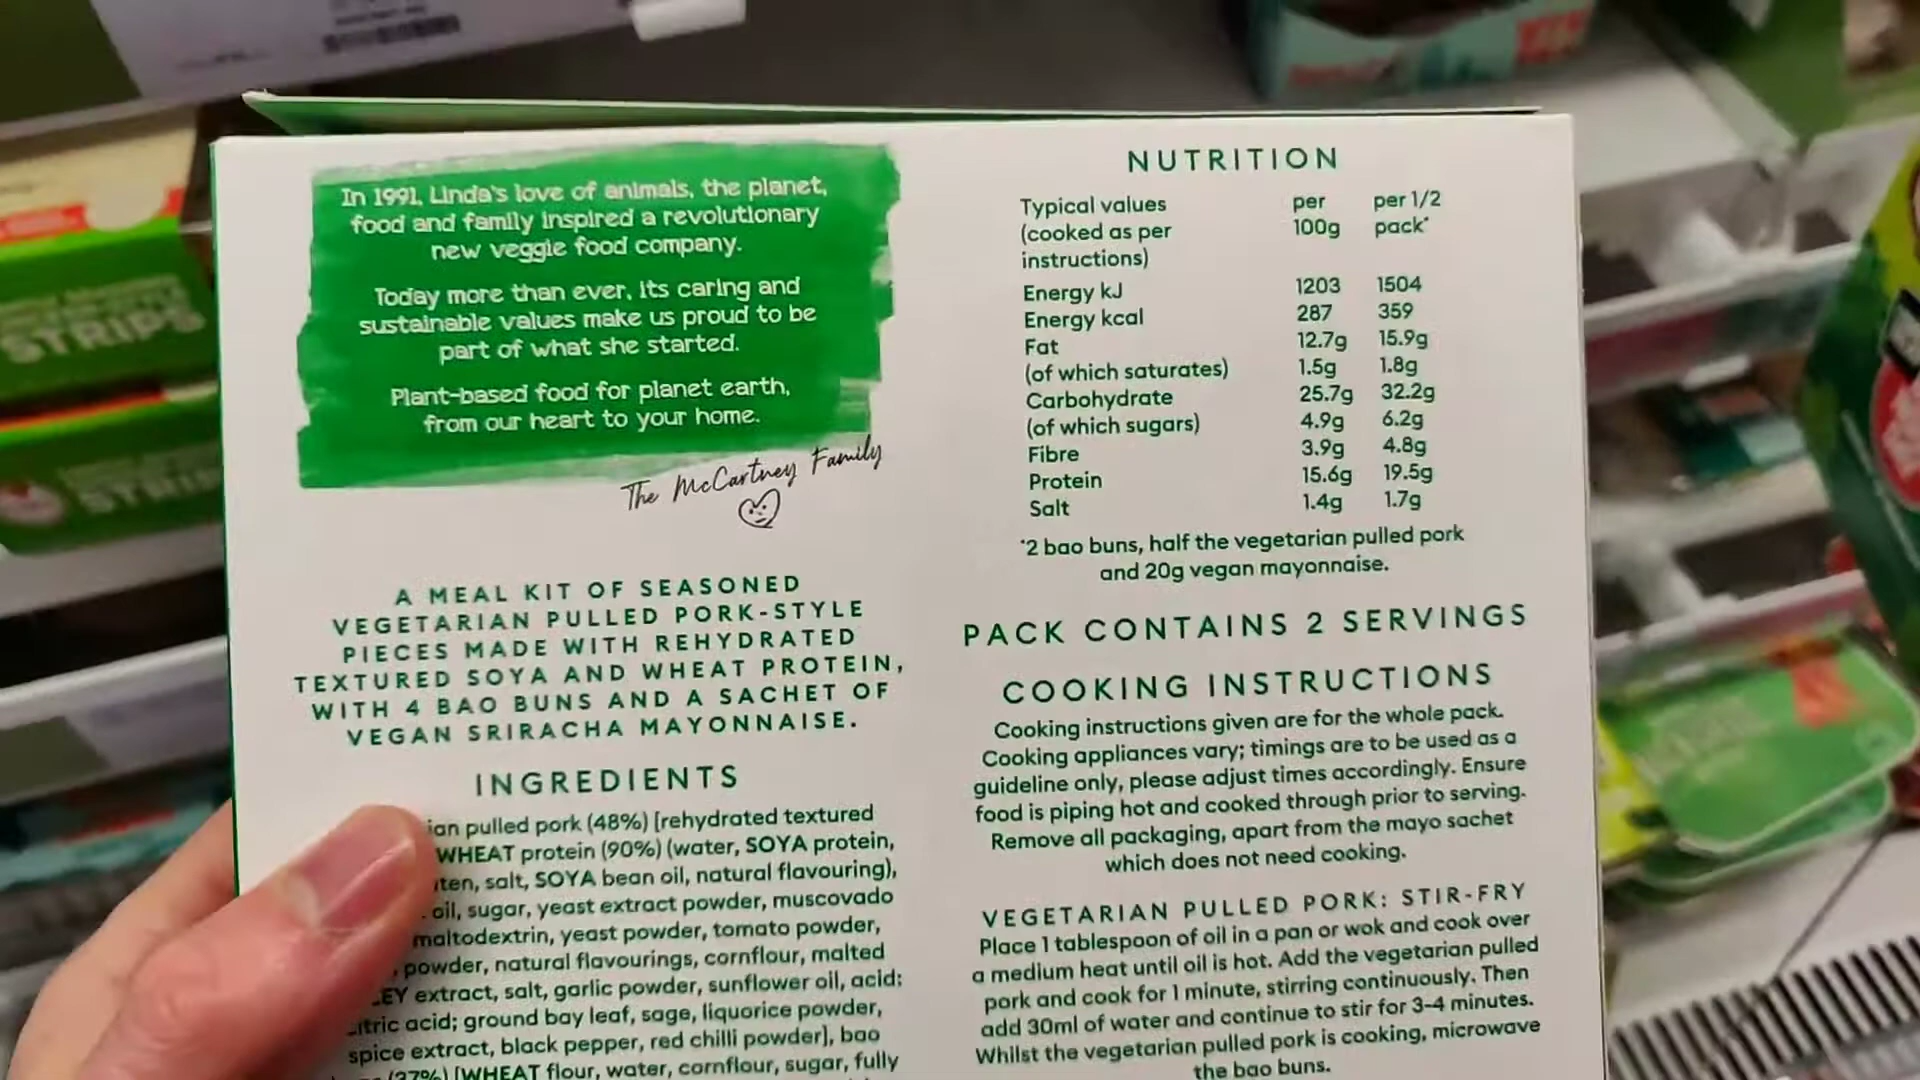 In 1991, Linda's love of animals, the planet,
food and family inspired a revolutionary
new veggie food company.
Today more than ever, its caring and
sustainable values make us proud to be
part of what she started.
Plant-based food for planet earth,
from our heart to your home.
The McCartney Family
A MEAL KIT OF SEASONED
VEGETARIAN PULLED PORK-STYLE
PIECES MADE WITH REHYDRATED
TEXTURED SOYA AND WHEAT PROTEIN,
WITH 4 BAO BUNS AND A SACHET OF
VEGAN SRIRACHA MAYONNAISE.
INGREDIENTS
pulled pork (48%) [rehydrated textured
WHEAT protein (90%) (water, SOYA protein,
salt, SOYA bean oil, natural flavouring),
oil, sugar, yeast extract powder, muscovado
maltodextrin, yeast powder, tomato powder,
powder, natural flavourings, cornflour, malted
extract, salt, garlic powder, sunflower oil, acid:
acid; ground bay leaf, sage, liquorice powder,
spice extract, black pepper, red chilli powder], bao
(37%) [WHEAT flour, water, cornflour, sugar, fully
NUTRITION
Typical values per per 1/2
(cooked as per 100g pack*
instructions)
Energy kJ 1203 1504
Energy kcal 287 359
Fat 12.7g 15.9g
(of which saturates) 1.5g 1.8g
Carbohydrate 25.7g 32.2g
(of which sugars) 4.9g 6.2g
Fibre 3.9g 4.8g
Protein 15.6g 19.5g
Salt 1.4g 1.7g
*2 bao buns, half the vegetarian pulled pork
and 20g vegan mayonnaise.
PACK CONTAINS 2 SERVINGS
COOKING INSTRUCTIONS
Cooking instructions given are for the whole pack.
Cooking appliances vary; timings are to be used as a
guideline only, please adjust times accordingly. Ensure
food is piping hot and cooked through prior to serving.
Remove all packaging, apart from the mayo sachet
which does not need cooking.
VEGETARIAN PULLED PORK: STIR-FRY
Place 1 tablespoon of oil in a pan or wok and cook over
a medium heat until oil is hot. Add the vegetarian pulled
pork and cook for 1 minute, stirring continuously. Then
add 30ml of water and continue to stir for 3-4 minutes.
Whilst the vegetarian pulled pork is cooking, microwave
the bao buns.
STRIPS